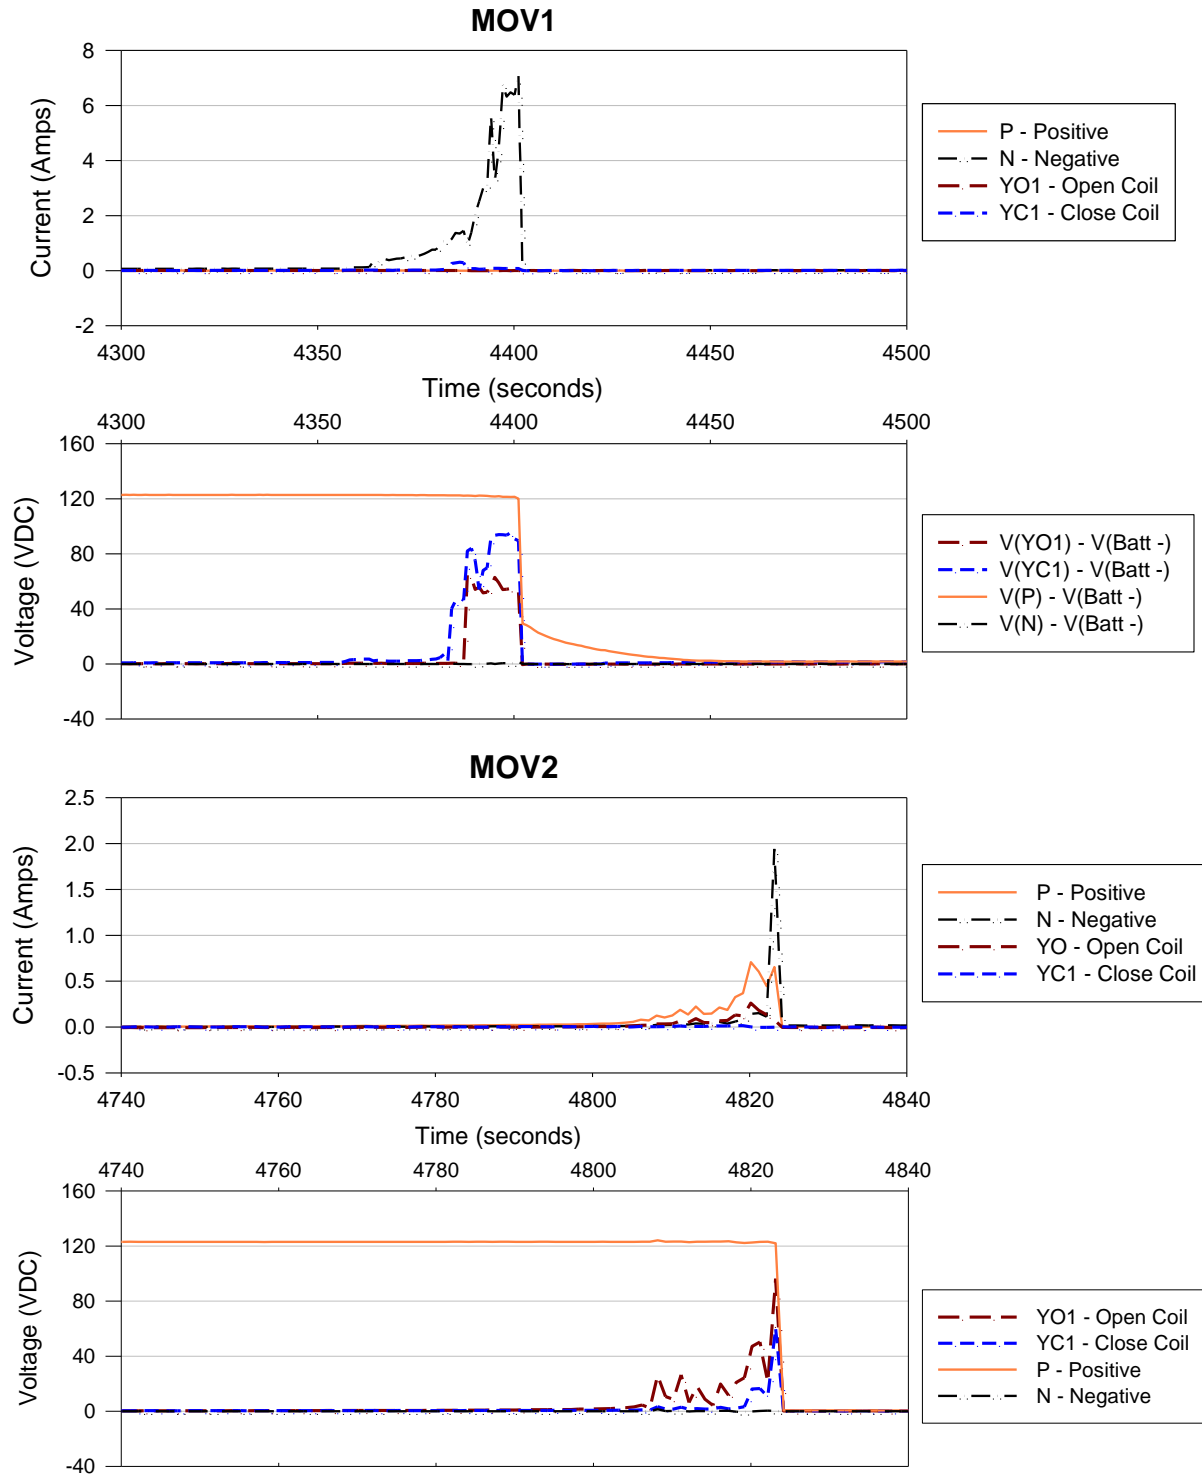 MOV1
8
6
4
2
0
-2
Current (Amps)
4300 4350 4400 4450 4500
Time (seconds)
P - Positive
N - Negative
YO1 - Open Coil
YC1 - Close Coil
4300 4350 4400 4450 4500
160
120
80
40
0
-40
Voltage (VDC)
V(YO1) - V(Batt -)
V(YC1) - V(Batt -)
V(P) - V(Batt -)
V(N) - V(Batt -)
MOV2
2.5
2.0
1.5
1.0
0.5
0.0
-0.5
Current (Amps)
4740 4760 4780 4800 4820 4840
Time (seconds)
P - Positive
N - Negative
YO - Open Coil
YC1 - Close Coil
4740 4760 4780 4800 4820 4840
160
120
80
40
0
-40
Voltage (VDC)
YO1 - Open Coil
YC1 - Close Coil
P - Positive
N - Negative